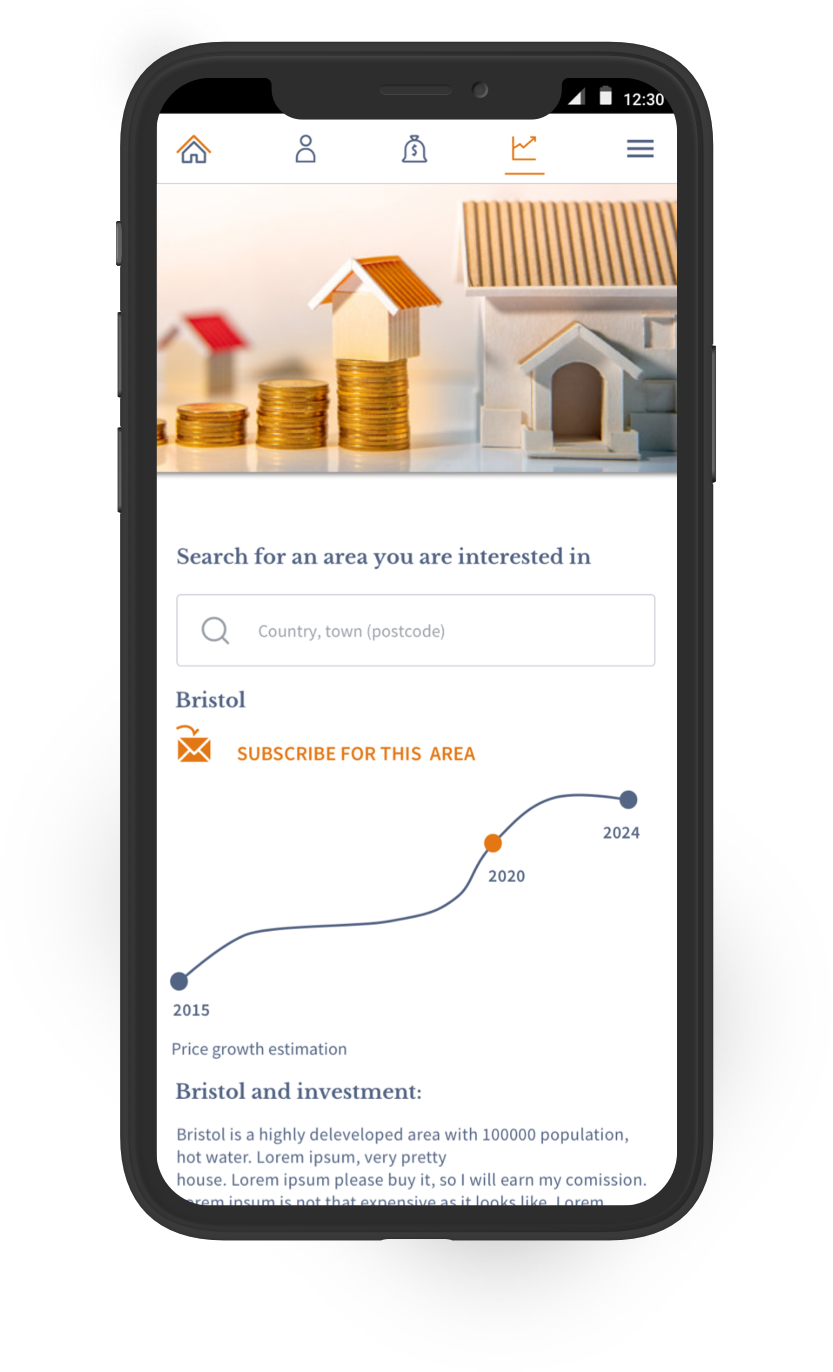 12:30
$
Search for an area you are interested in
Country, town (postcode)
Bristol
SUBSCRIBE FOR THIS AREA
2024
2020
2015
Price growth estimation
Bristol and investment:
Bristol is a highly deleveloped area with 100000 population,
hot water. Lorem ipsum, very pretty
house. Lorem ipsum please buy it, so I will earn my comission.
Lorem ipsum is not that expensive as it looks like. Lorem